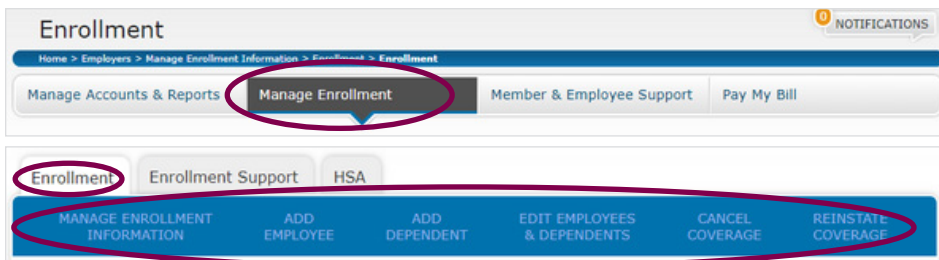 Enrollment
0 NOTIFICATIONS
Home > Employers > Manage Enrollment Information > Enrollment > Enrollment
Manage Accounts & Reports Manage Enrollment Member & Employee Support Pay My Bill
Enrollment Enrollment Support HSA
MANAGE ENROLLMENT ADD ADD EDIT EMPLOYEES CANCEL REINSTATE
INFORMATION EMPLOYEE DEPENDENT & DEPENDENTS COVERAGE COVERAGE